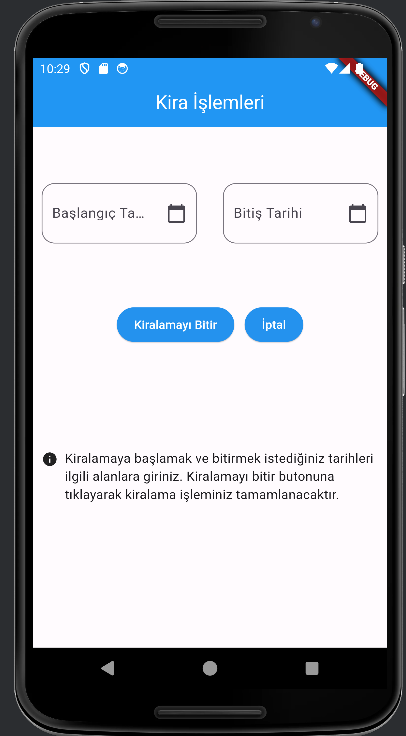 10:29
DEBUG
Kira İşlemleri
Başlangıç Ta...
Bitiş Tarihi
Kiralamayı Bitir
İptal
Kiralamaya başlamak ve bitirmek istediğiniz tarihleri
ilgili alanlara giriniz. Kiralamayı bitir butonuna
tıklayarak kiralama işleminiz tamamlanacaktır.